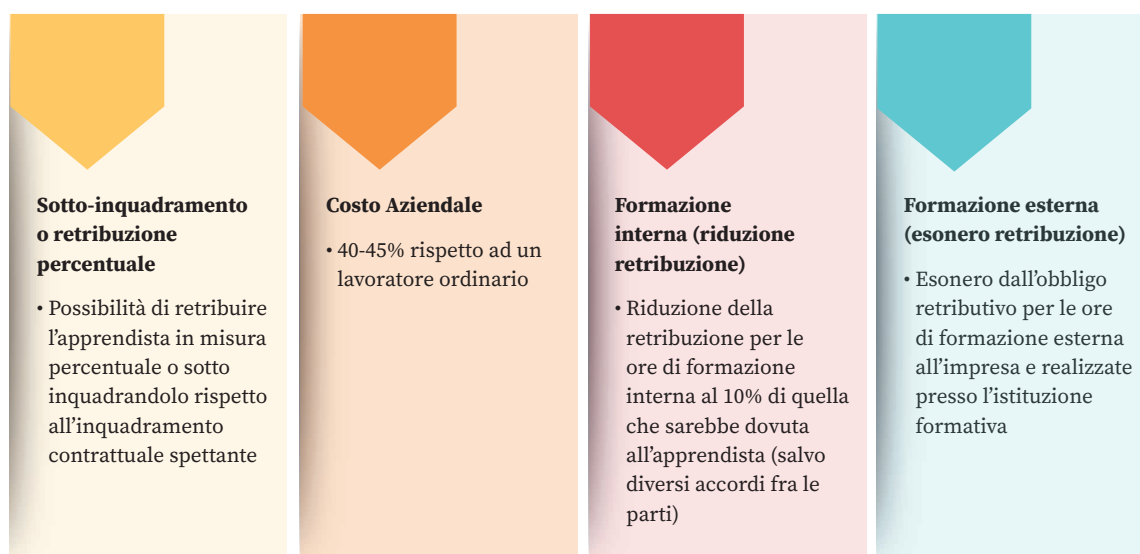 Sotto-inquadramento
o retribuzione
percentuale
• Possibilità di retribuire
l’apprendista in misura
percentuale o sotto
inquadrandolo rispetto
all’inquadramento
contrattuale spettante
Costo Aziendale
• 40-45% rispetto ad un
lavoratore ordinario
Formazione
interna (riduzione
retribuzione)
• Riduzione della
retribuzione per le
ore di formazione
interna al 10% di quella
che sarebbe dovuta
all’apprendista (salvo
diversi accordi fra le
parti)
Formazione esterna
(esonero retribuzione)
• Esonero dall’obbligo
retributivo per le ore
di formazione esterna
all’impresa e realizzate
presso l’istituzione
formativa